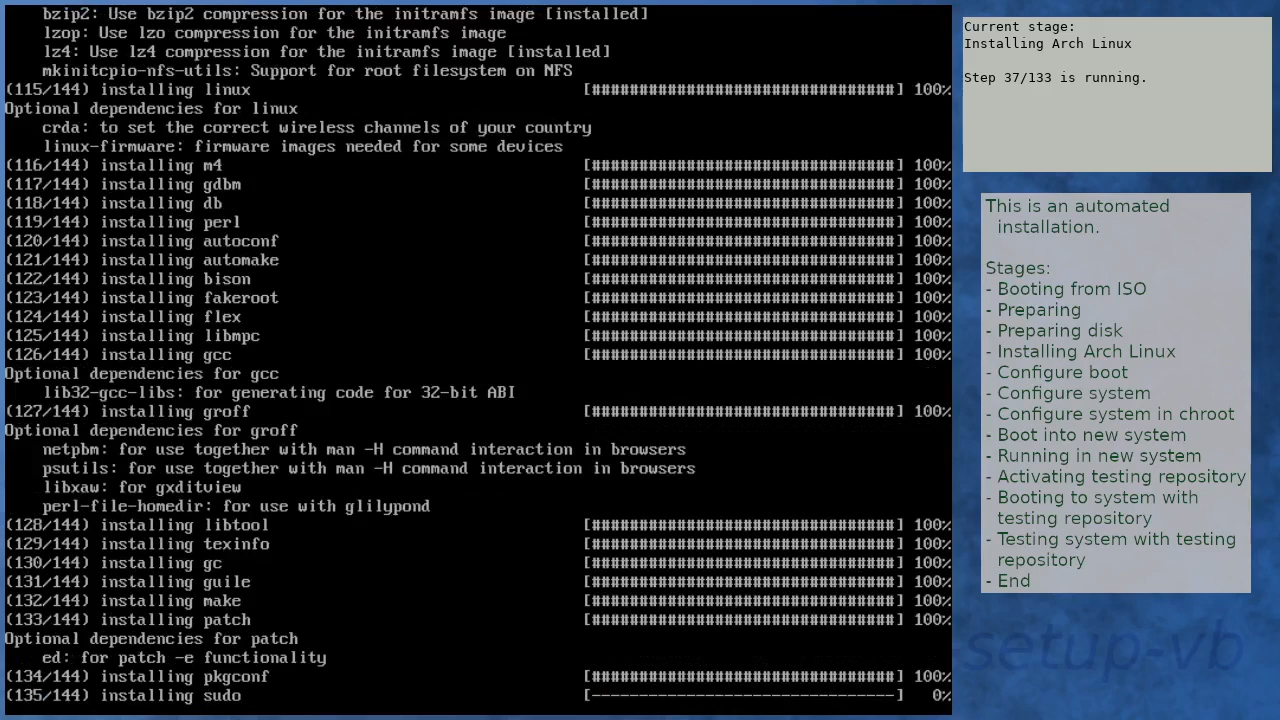 bzip2: Use bzip2 compression for the initramfs image [installed]
lzop: Use lzo compression for the initramfs image
lz4: Use lz4 compression for the initramfs image [installed]
mkinitcpio-nfs-utils: Support for root filesystem on NFS
(115/144) installing linux [################################] 100%
Optional dependencies for linux
crda: to set the correct wireless channels of your country
linux-firmware: firmware images needed for some devices
(116/144) installing m4 [################################] 100%
(117/144) installing gdbm [################################] 100%
(118/144) installing db [################################] 100%
(119/144) installing perl [################################] 100%
(120/144) installing autoconf [################################] 100%
(121/144) installing automake [################################] 100%
(122/144) installing bison [################################] 100%
(123/144) installing fakeroot [################################] 100%
(124/144) installing flex [################################] 100%
(125/144) installing libmpc [################################] 100%
(126/144) installing gcc [################################] 100%
Optional dependencies for gcc
lib32-gcc-libs: for generating code for 32-bit ABI
(127/144) installing groff [################################] 100%
Optional dependencies for groff
netpbm: for use together with man -H command interaction in browsers
psutils: for use together with man -H command interaction in browsers
libxaw: for gxditview
perl-file-homedir: for use with glilypond
(128/144) installing libtool [################################] 100%
(129/144) installing texinfo [################################] 100%
(130/144) installing gc [################################] 100%
(131/144) installing guile [################################] 100%
(132/144) installing make [################################] 100%
(133/144) installing patch [################################] 100%
Optional dependencies for patch
ed: for patch -e functionality
(134/144) installing pkgconf [################################] 100%
(135/144) installing sudo [--------------------------------] 0%
Current stage:
Installing Arch Linux
Step 37/133 is running.
This is an automated
installation.
Stages:
- Booting from ISO
- Preparing
- Preparing disk
- Installing Arch Linux
- Configure boot
- Configure system
- Configure system in chroot
- Boot into new system
- Running in new system
- Activating testing repository
- Booting to system with
testing repository
- Testing system with testing
repository
- End
-setup-vb